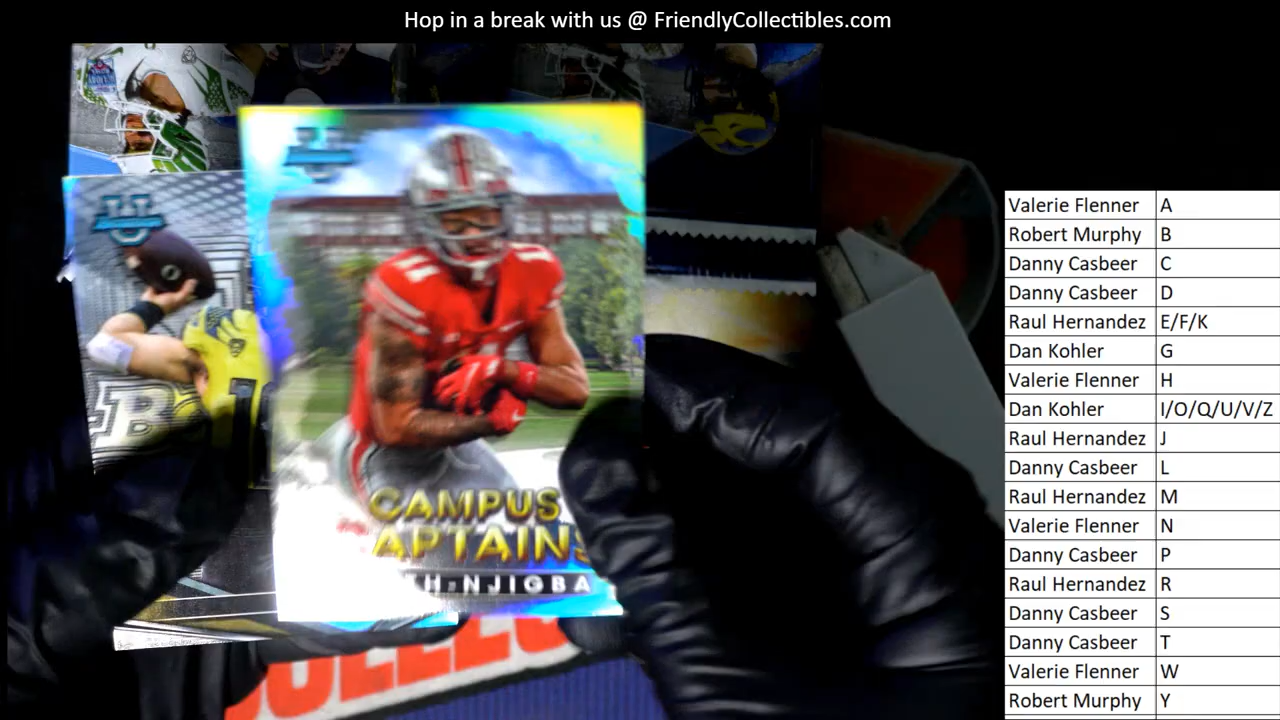 Hop in a break with us @ FriendlyCollectibles.com
Valerie Flenner A
Robert Murphy B
Danny Casbeer C
Danny Casbeer D
Raul Hernandez E/F/K
Dan Kohler G
Valerie Flenner H
Dan Kohler I/O/Q/U/V/Z
Raul Hernandez J
Danny Casbeer L
Raul Hernandez M
Valerie Flenner N
Danny Casbeer P
Raul Hernandez R
Danny Casbeer S
Danny Casbeer T
Valerie Flenner W
Robert Murphy Y
11
CAMPUS
APTAINS
H-NJIGBA